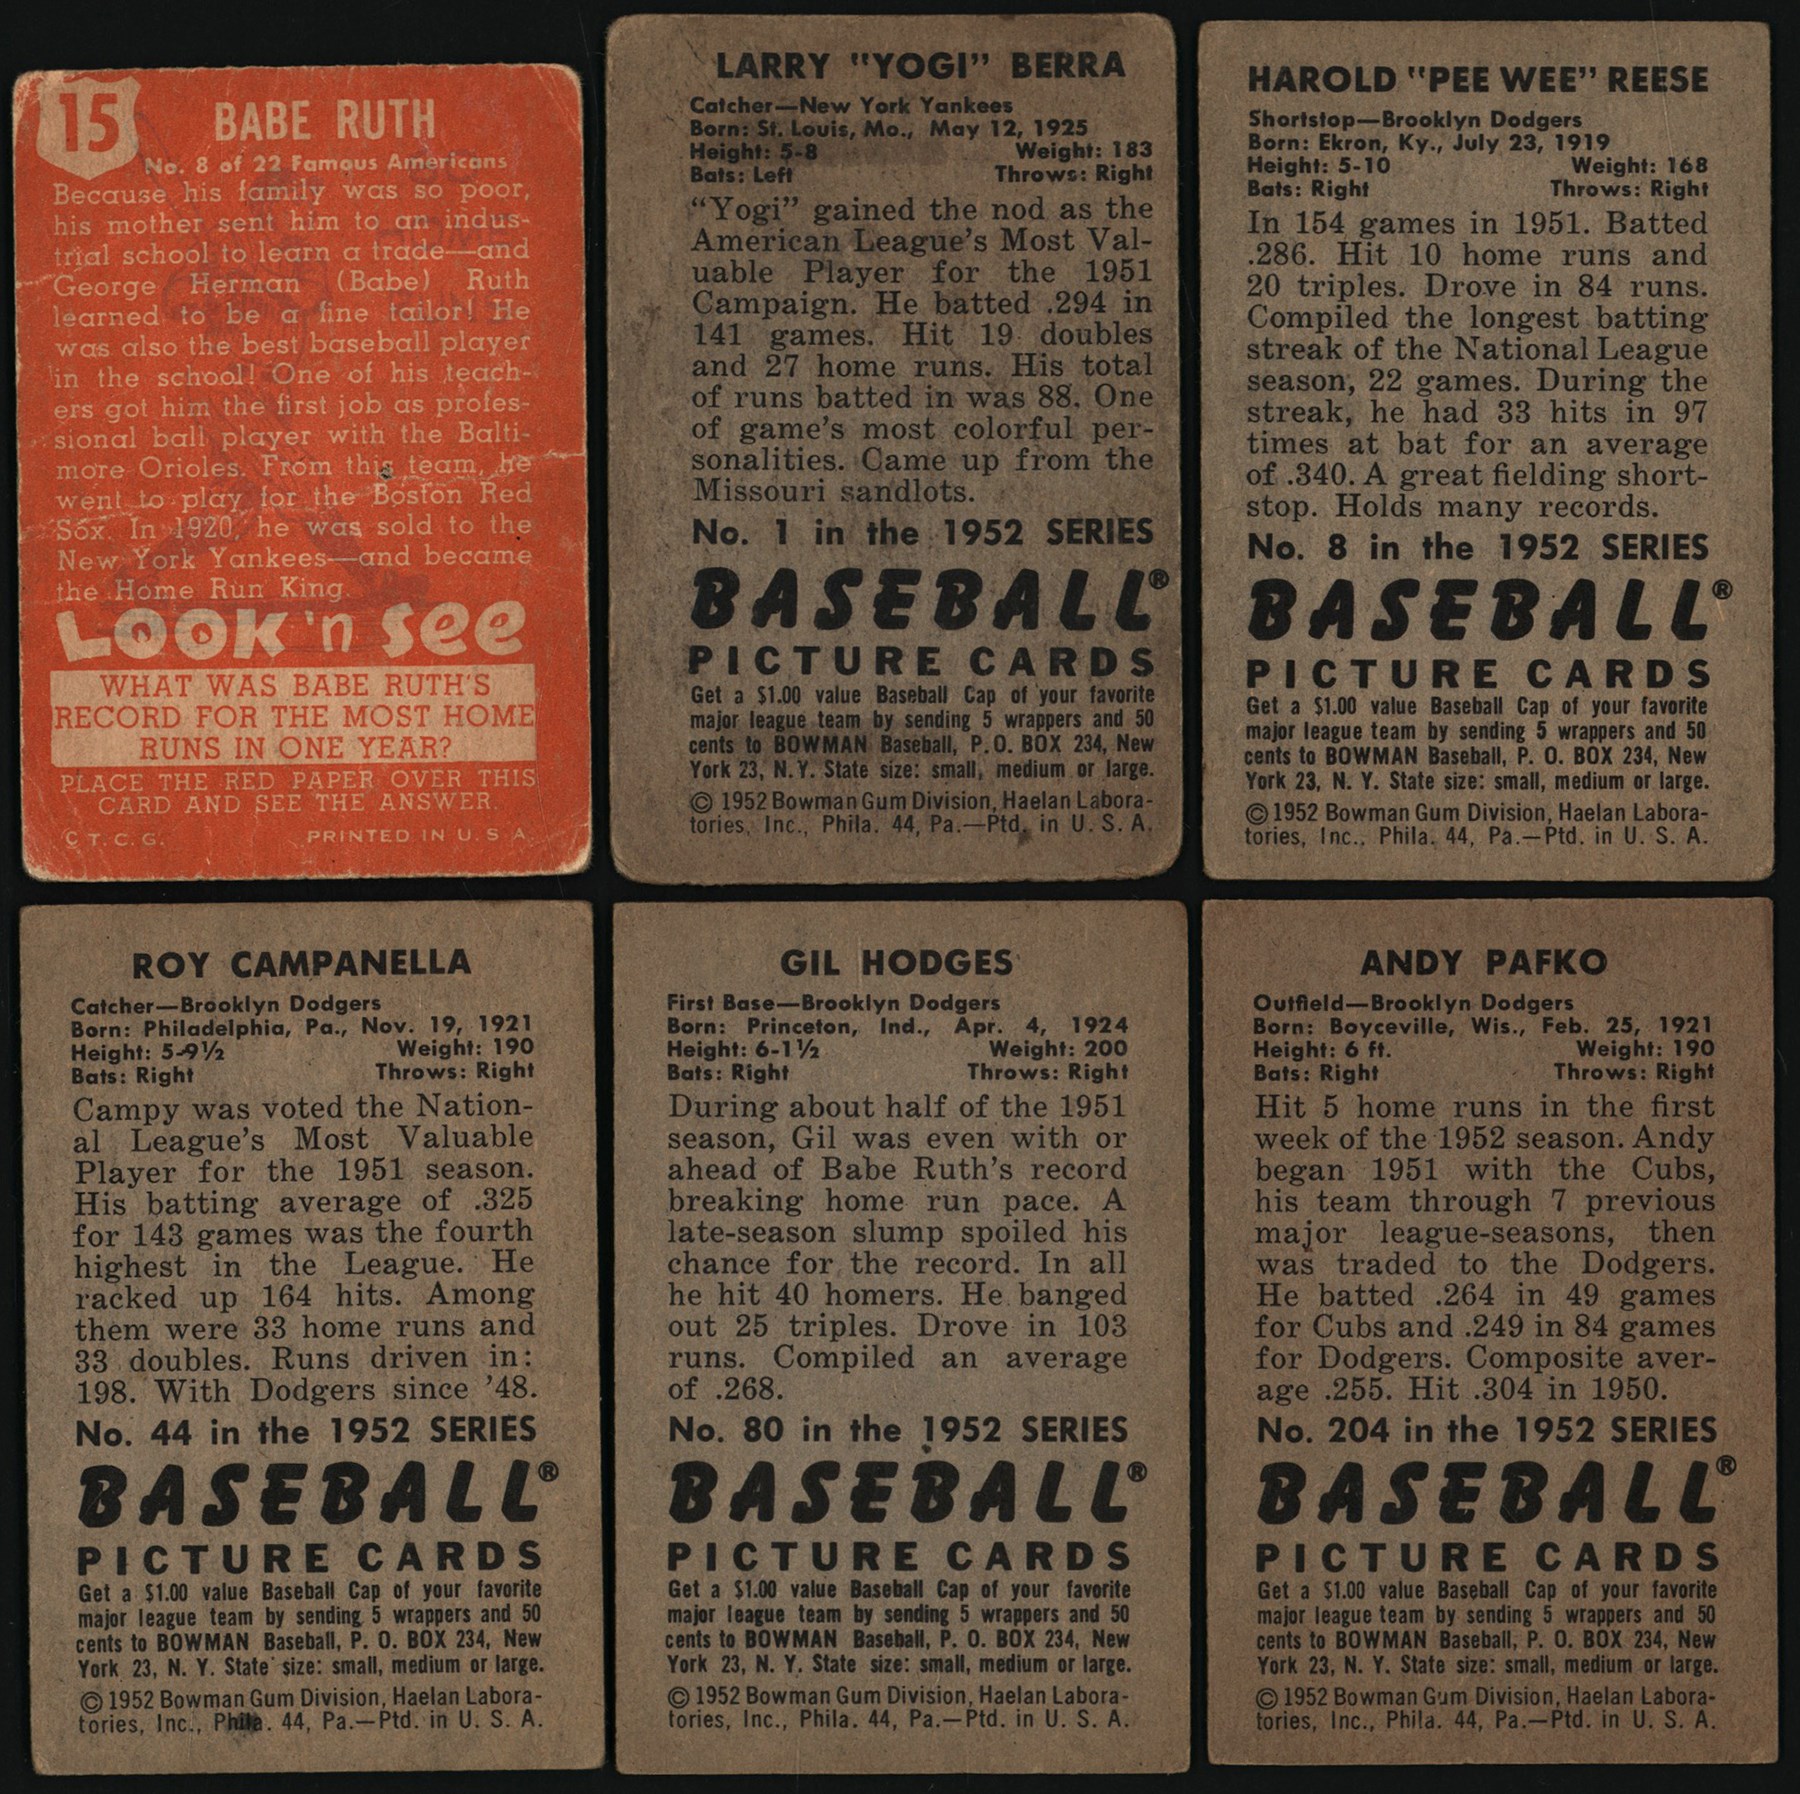 15
BABE RUTH
No. 8 of 22 Famous Americans
Because his family was so poor,
his mother sent him to an indus-
trial school to learn a trade—and
George Herman (Babe) Ruth
learned to be a fine tailor! He
was also the best baseball player
in the school! One of his teach-
ers got him the first job as profes-
sional ball player with the Balti-
more Orioles. From this team, he
went to play for the Boston Red
Sox. In 1920, he was sold to the
New York Yankees—and became
the Home Run King.
LOOK 'n See
WHAT WAS BABE RUTH'S
RECORD FOR THE MOST HOME
RUNS IN ONE YEAR?
PLACE THE RED PAPER OVER THIS
CARD AND SEE THE ANSWER.
© T. C. G. PRINTED IN U. S. A.
LARRY "YOGI" BERRA
Catcher—New York Yankees
Born: St. Louis, Mo., May 12, 1925
Height: 5-8 Weight: 183
Bats: Left Throws: Right
"Yogi" gained the nod as the
American League's Most Val-
uable Player for the 1951
Campaign. He batted .294 in
141 games. Hit 19 doubles
and 27 home runs. His total
of runs batted in was 88. One
of game's most colorful per-
sonalities. Came up from the
Missouri sandlots.
No. 1 in the 1952 SERIES
BASEBALL®
PICTURE CARDS
Get a $1.00 value Baseball Cap of your favorite
major league team by sending 5 wrappers and 50
cents to BOWMAN Baseball, P.O. BOX 234, New
York 23, N.Y. State size: small, medium or large.
© 1952 Bowman Gum Division, Haelan Labora-
tories, Inc., Phila. 44, Pa.—Ptd. in U. S. A.
HAROLD "PEE WEE" REESE
Shortstop—Brooklyn Dodgers
Born: Ekron, Ky., July 23, 1919
Height: 5-10 Weight: 168
Bats: Right Throws: Right
In 154 games in 1951. Batted
.286. Hit 10 home runs and
20 triples. Drove in 84 runs.
Compiled the longest batting
streak of the National League
season, 22 games. During the
streak, he had 33 hits in 97
times at bat for an average
of .340. A great fielding short-
stop. Holds many records.
No. 8 in the 1952 SERIES
BASEBALL®
PICTURE CARDS
Get a $1.00 value Baseball Cap of your favorite
major league team by sending 5 wrappers and 50
cents to BOWMAN Baseball, P. O. BOX 234, New
York 23, N. Y. State size: small, medium or large.
© 1952 Bowman Gum Division, Haelan Labora-
tories, Inc., Phila. 44, Pa.—Ptd. in U. S. A.
ROY CAMPANELLA
Catcher—Brooklyn Dodgers
Born: Philadelphia, Pa., Nov. 19, 1921
Height: 5-9½ Weight: 190
Bats: Right Throws: Right
Campy was voted the Nation-
al League's Most Valuable
Player for the 1951 season.
His batting average of .325
for 143 games was the fourth
highest in the League. He
racked up 164 hits. Among
them were 33 home runs and
33 doubles. Runs driven in:
198. With Dodgers since '48.
No. 44 in the 1952 SERIES
BASEBALL®
PICTURE CARDS
Get a $1.00 value Baseball Cap of your favorite
major league team by sending 5 wrappers and 50
cents to BOWMAN Baseball, P. O. BOX 234, New
York 23, N. Y. State size: small, medium or large.
© 1952 Bowman Gum Division, Haelan Labora-
tories, Inc., Phila. 44, Pa.—Ptd. in U. S. A.
GIL HODGES
First Base—Brooklyn Dodgers
Born: Princeton, Ind., Apr. 4, 1924
Height: 6-1½ Weight: 200
Bats: Right Throws: Right
During about half of the 1951
season, Gil was even with or
ahead of Babe Ruth's record
breaking home run pace. A
late-season slump spoiled his
chance for the record. In all
he hit 40 homers. He banged
out 25 triples. Drove in 103
runs. Compiled an average
of .268.
No. 80 in the 1952 SERIES
BASEBALL®
PICTURE CARDS
Get a $1.00 value Baseball Cap of your favorite
major league team by sending 5 wrappers and 50
cents to BOWMAN Baseball, P. O. BOX 234, New
York 23, N. Y. State size: small, medium or large.
© 1952 Bowman Gum Division, Haelan Labora-
tories, Inc., Phila. 44, Pa.—Ptd. in U. S. A.
ANDY PAFKO
Outfield—Brooklyn Dodgers
Born: Boyceville, Wis., Feb. 25, 1921
Height: 6 ft. Weight: 190
Bats: Right Throws: Right
Hit 5 home runs in the first
week of the 1952 season. Andy
began 1951 with the Cubs,
his team through 7 previous
major league-seasons, then
was traded to the Dodgers.
He batted .264 in 49 games
for Cubs and .249 in 84 games
for Dodgers. Composite aver-
age .255. Hit .304 in 1950.
No. 204 in the 1952 SERIES
BASEBALL®
PICTURE CARDS
Get a $1.00 value Baseball Cap of your favorite
major league team by sending 5 wrappers and 50
cents to BOWMAN Baseball, P. O. BOX 234, New
York 23, N. Y. State size: small, medium or large.
© 1952 Bowman Gum Division, Haelan Labora-
tories, Inc., Phila. 44, Pa.—Ptd. in U. S. A.